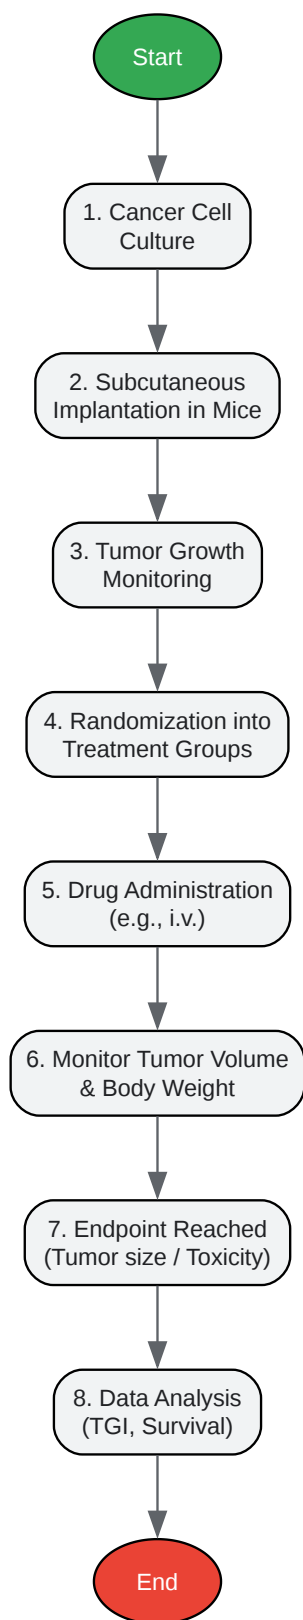 Start
1. Cancer Cell
Culture
2. Subcutaneous
Implantation in Mice
3. Tumor Growth
Monitoring
4. Randomization into
Treatment Groups
5. Drug Administration
(e.g., i.v.)
6. Monitor Tumor Volume
& Body Weight
7. Endpoint Reached
(Tumor size / Toxicity)
8. Data Analysis
(TGI, Survival)
End